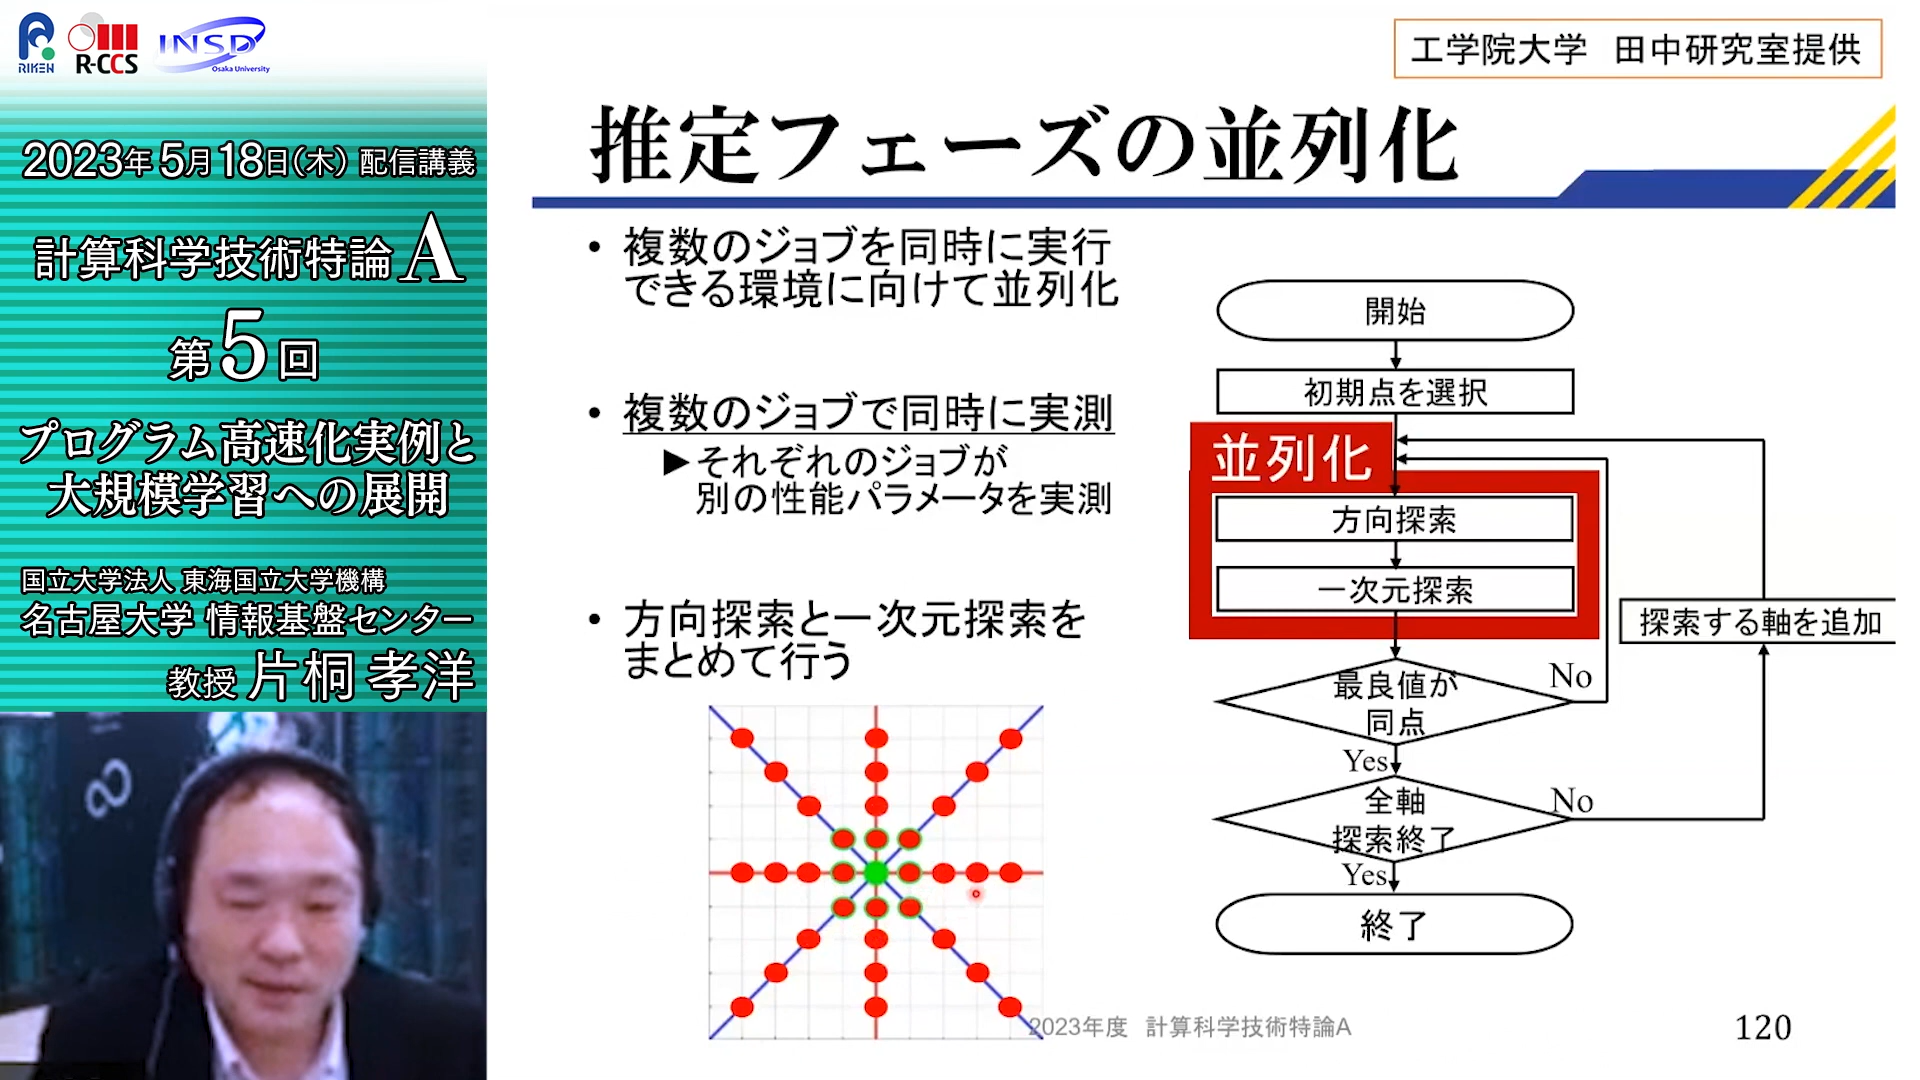 RIKEN
R-CCS
INSD
Osaka University
2023年5月18日(木) 配信講義
計算科学技術特論 A
第5回
プログラム高速化実例と
大規模学習への展開
国立大学法人 東海国立大学機構
名古屋大学 情報基盤センター
教授 片桐 孝洋
工学院大学 田中研究室提供
推定フェーズの並列化
• 複数のジョブを同時に実行
できる環境に向けて並列化
• 複数のジョブで同時に実測
▶それぞれのジョブが
別の性能パラメータを実測
• 方向探索と一次元探索を
まとめて行う
開始
初期点を選択
並列化
方向探索
一次元探索
探索する軸を追加
最良値が
同点
No
Yes
全軸
探索終了
No
Yes
終了
2023年度 計算科学技術特論A
120